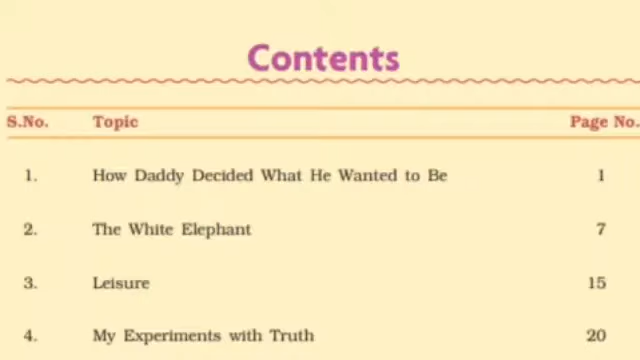 Contents
S.No. Topic Page No.
1. How Daddy Decided What He Wanted to Be 1
2. The White Elephant 7
3. Leisure 15
4. My Experiments with Truth 20